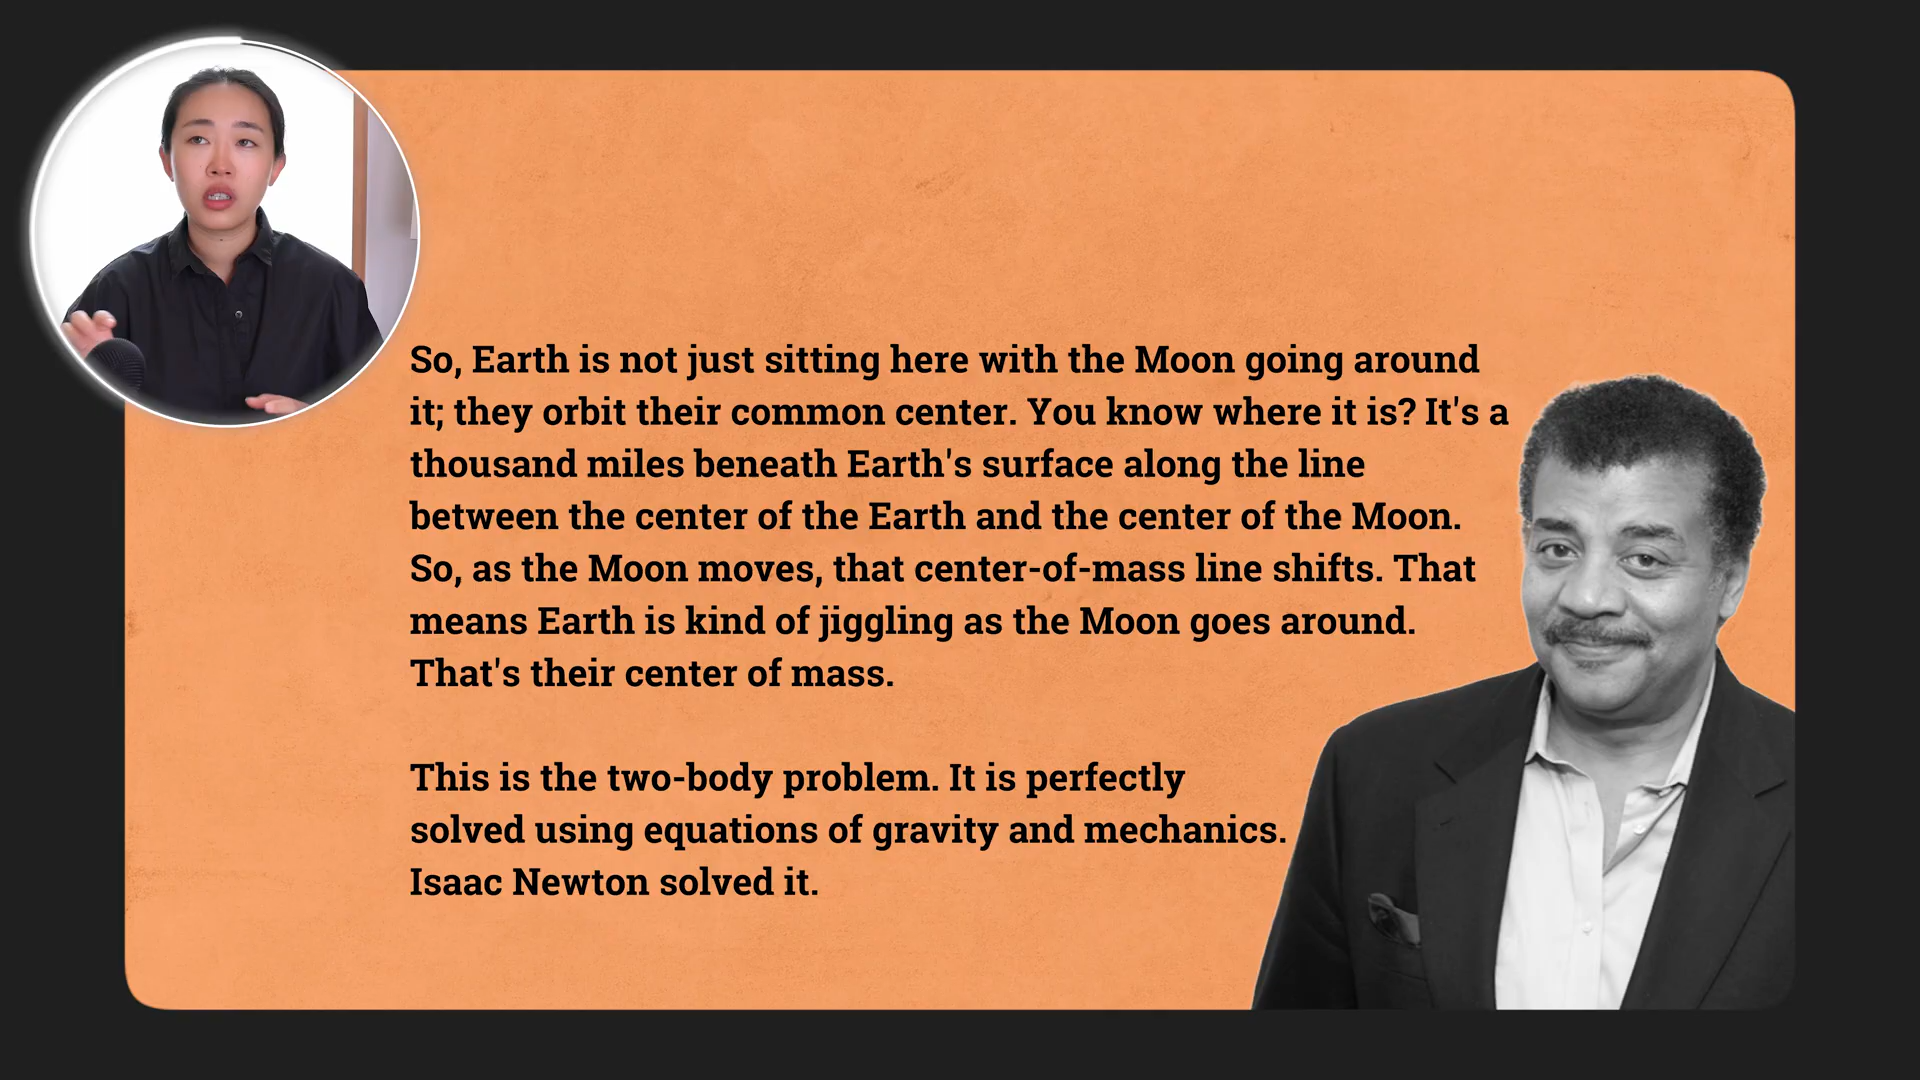 So, Earth is not just sitting here with the Moon going around
it; they orbit their common center. You know where it is? It's a
thousand miles beneath Earth's surface along the line
between the center of the Earth and the center of the Moon.
So, as the Moon moves, that center-of-mass line shifts. That
means Earth is kind of jiggling as the Moon goes around.
That's their center of mass.
This is the two-body problem. It is perfectly
solved using equations of gravity and mechanics.
Isaac Newton solved it.